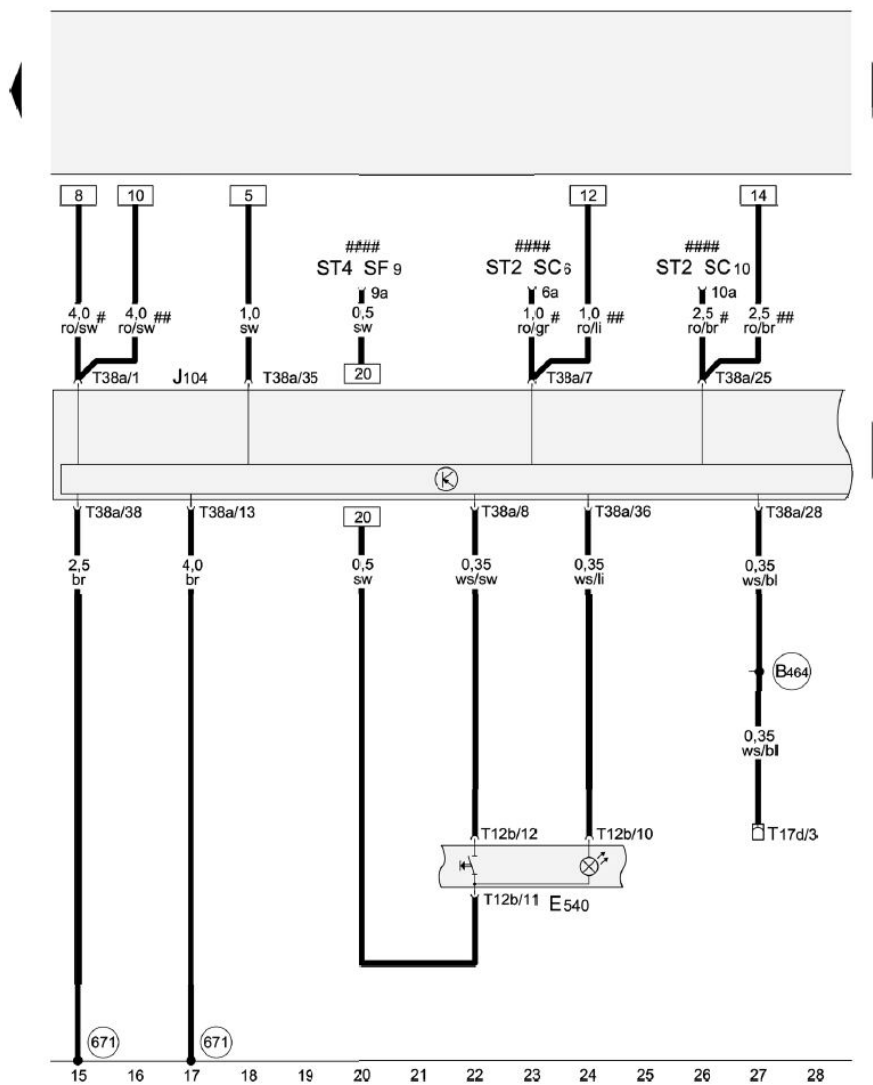 8 10 5 12 14
#### #### ####
ST4 SF 9 ST2 SC 6 ST2 SC 10
9a 6a 10a
4,0 # 4,0 ## 1,0 0,5 1,0 # 1,0 ## 2,5 # 2,5 ##
ro/sw ro/sw sw sw ro/gr ro/li ro/br ro/br
T38a/1 J104 T38a/35 20 T38a/7 T38a/25
T38a/38 T38a/13 20 T38a/8 T38a/36 T38a/28
2,5 4,0 0,5 0,35 0,35 0,35
br br sw ws/sw ws/li ws/bl
B464
0,35
ws/bl
T12b/12 T12b/10 T17d/3
T12b/11 E540
671 671
15 16 17 18 19 20 21 22 23 24 25 26 27 28